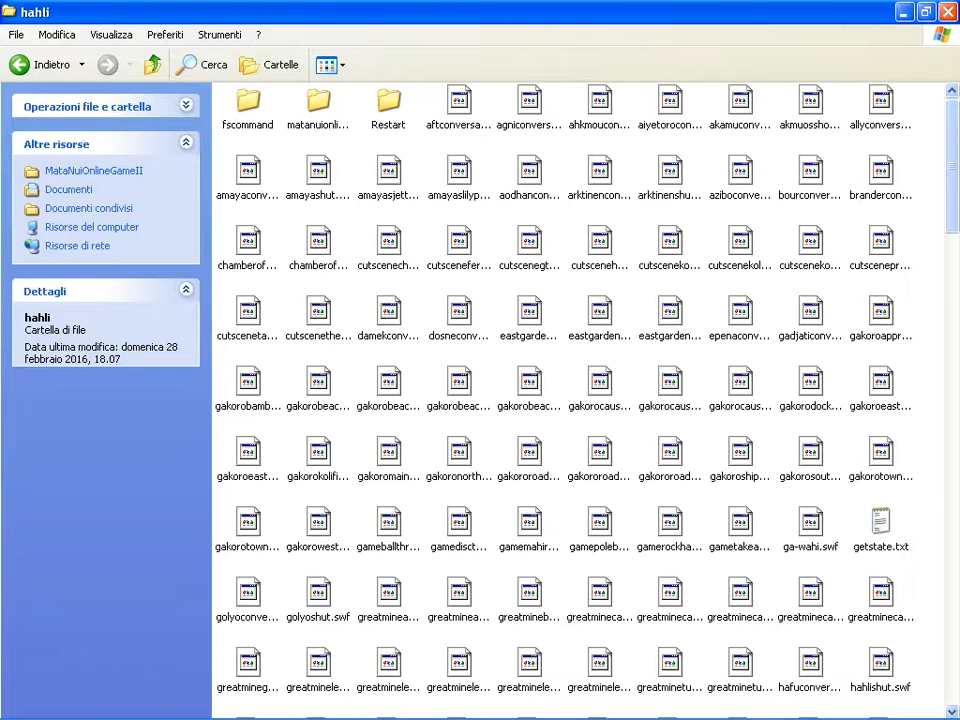 hahli
File Modifica Visualizza Preferiti Strumenti ?
Indietro Cerca Cartelle
Operazioni file e cartella
Altre risorse
MataNuiOnlineGameII
Documenti
Documenti condivisi
Risorse del computer
Risorse di rete
Dettagli
hahli
Cartella di file
Data ultima modifica: domenica 28
febbraio 2016, 18.07
fscommand matanuionli... Restart aftconversa... agniconvers... ahkmouconv... aiyetorocon... akamuconv... akmuossho... allyconvers...
amayaconv... amayashut.... amayasjett... amayaslilyp... aodhancon... arktinencon... arktinenshu... aziboconve... bourconver... brandercon...
chamberof... chamberof... cutscenech... cutscenefer... cutscenegt... cutsceneh... cutsceneko... cutscenekol... cutsceneko... cutscenepr...
cutsceneta... cutscenethe... damekconv... dosneconv... eastgarde... eastgarden... eastgarden... epenaconv... gadjaticonv... gakoroappr...
gakorobamb... gakorobeac... gakorobeac... gakorobeac... gakorobeac... gakorocaus... gakorocaus... gakorocaus... gakorodock... gakoroeast...
gakoroeast... gakorokolifi... gakoromain... gakoronorth... gakororoad... gakororoad... gakororoad... gakoroship... gakorosout... gakorotown...
gakorotown... gakorowest... gameballthr... gamedisct... gamemahir... gamepoleb... gamerockha... gametakea... ga-wahi.swf getstate.txt
golyoconve... golyoshut.swf greatminea... greatminea... greatmineb... greatmineca... greatmineca... greatmineca... greatmineca... greatmineca...
greatmineg... greatminele... greatminele... greatminele... greatminele... greatminele... greatminetu... greatminetu... hafuconver... hahlishut.swf